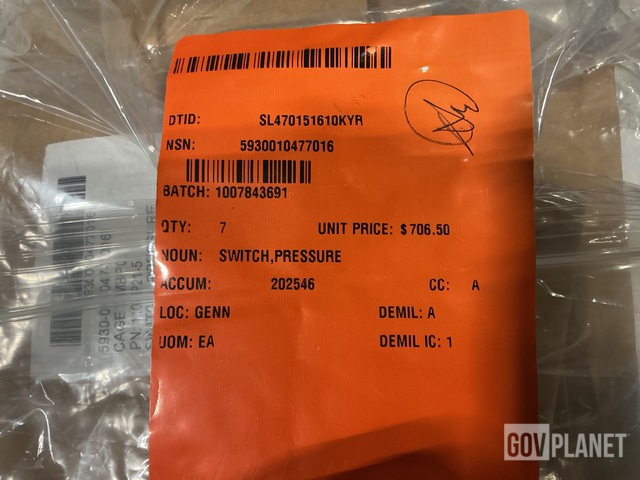 DTID: SL470151610KYR
NSN: 5930010477016
BATCH: 1007843691
QTY: 7 UNIT PRICE: $706.50
NOUN: SWITCH,PRESSURE
ACCUM: 202546 CC: A
LOC: GENN DEMIL: A
UOM: EA DEMIL IC: 1
GOVPLANET